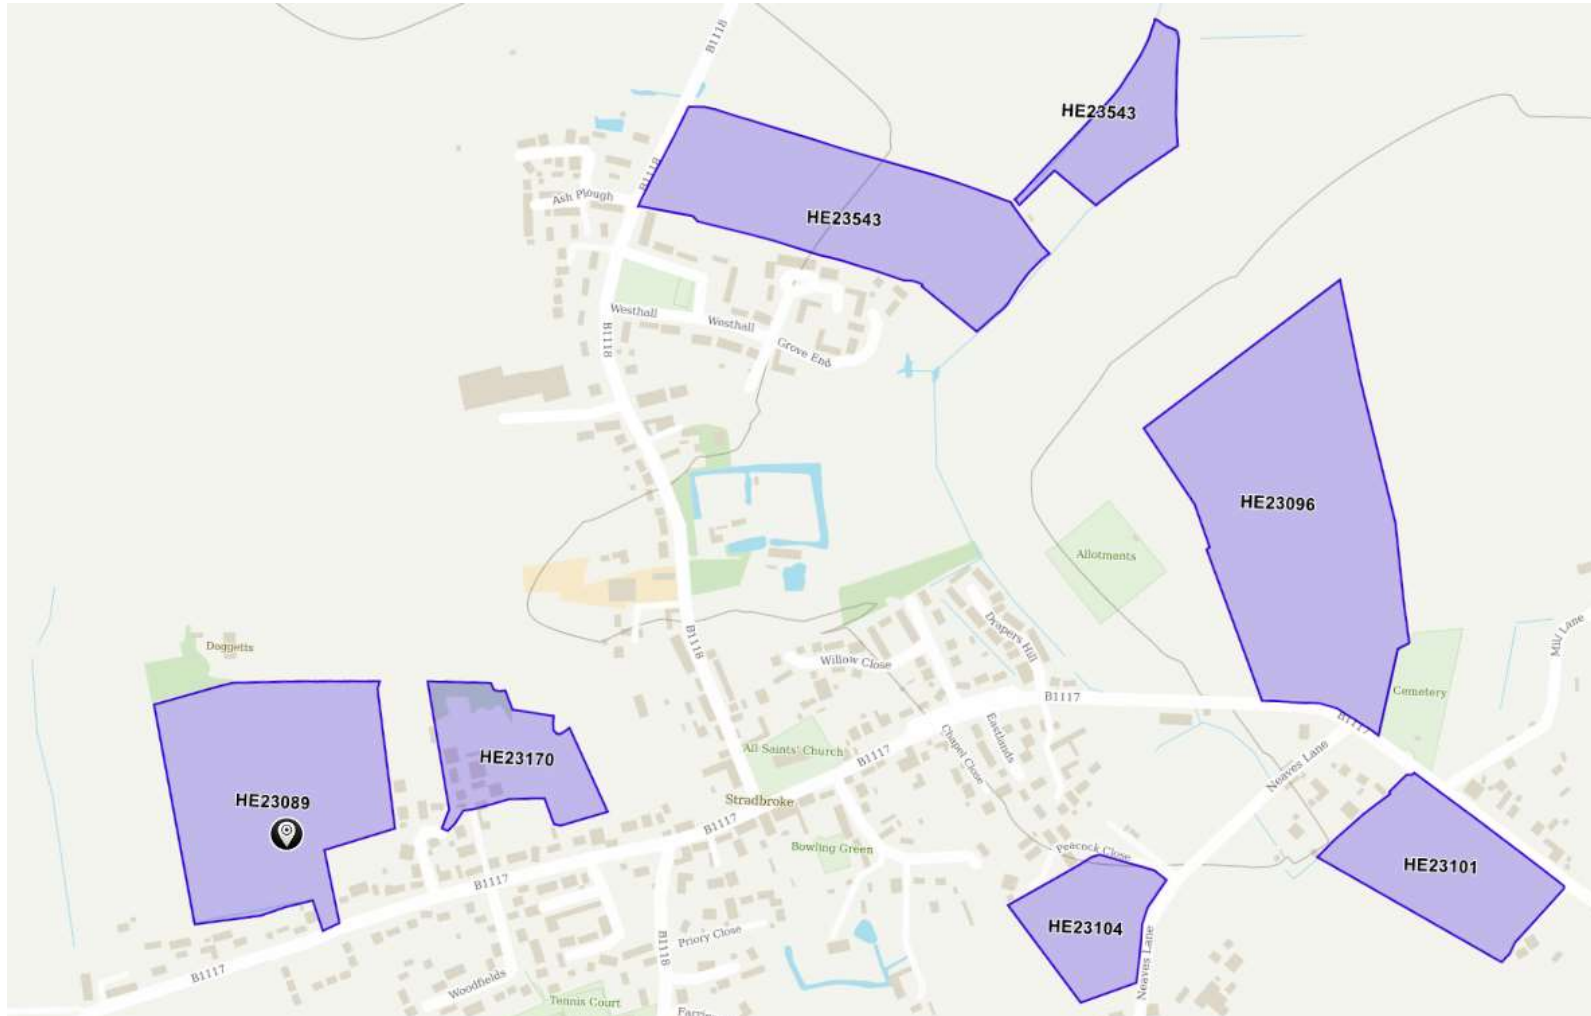 B1118
HE23543
B1118
Ash Plough
HE23543
Westhall
Westhall
B1118
Grove End
HE23096
Allotments
Drapers Hill
B1118
Doggetts
Willow Close
Mill Lane
B1117
Cemetery
B1117
Eastlands
Chapel Close
All Saints' Church
B1117
HE23170
Neaves Lane
HE23089
Stradbroke
B1117
Bowling Green
Peacock Close
HE23101
B1117
HE23104
Priory Close
B1118
Neaves Lane
B1117
Woodfields
Tennis Court